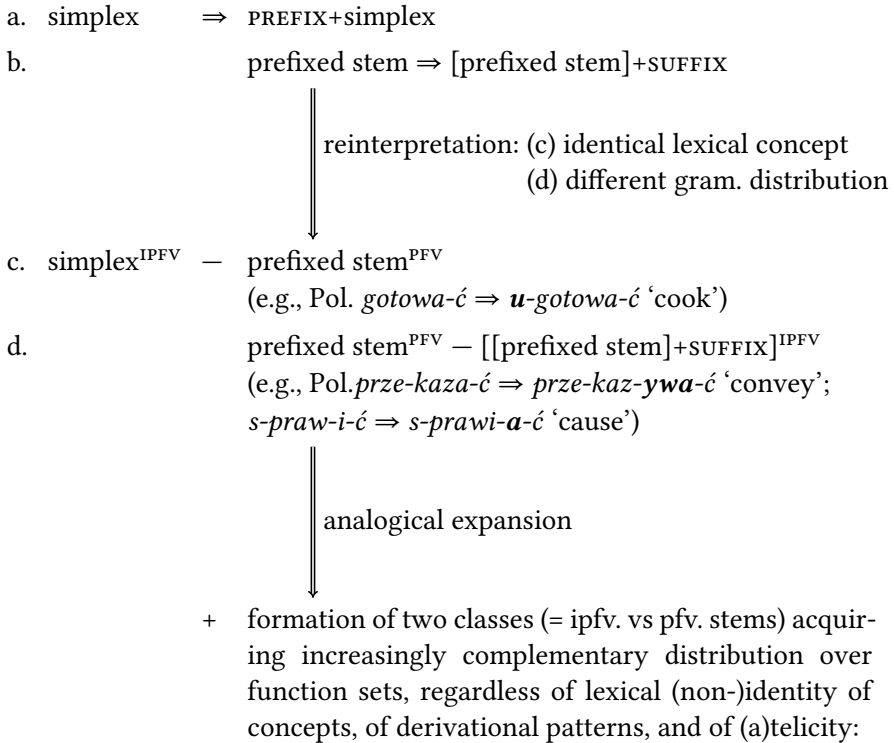 a. simplex ⇒ PREFIX+simplex
b. prefixed stem ⇒ [prefixed stem]+SUFFIX
reinterpretation: (c) identical lexical concept
(d) different gram. distribution
c. simplexᴵᴾᶠⱽ — prefixed stemᴾᶠⱽ
(e.g., Pol. gotowa-ć ⇒ u-gotowa-ć ‘cook’)
d. prefixed stemᴾᶠⱽ — [[prefixed stem]+SUFFIX]ᴵᴾᶠⱽ
(e.g., Pol.prze-kaza-ć ⇒ prze-kaz-ywa-ć ‘convey’;
s-praw-i-ć ⇒ s-prawi-a-ć ‘cause’)
analogical expansion
+ formation of two classes (= ipfv. vs pfv. stems) acquir-
ing increasingly complementary distribution over
function sets, regardless of lexical (non-)identity of
concepts, of derivational patterns, and of (a)telicity: